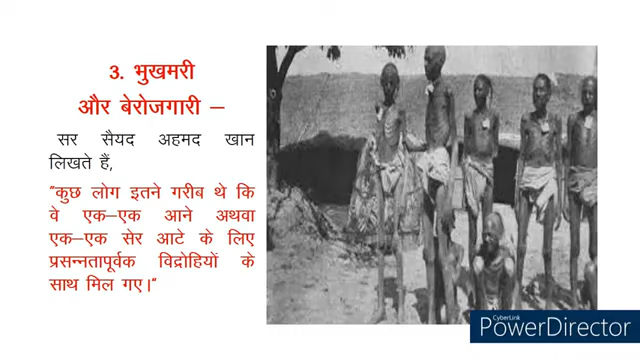 3. भुखमरी
और बेरोजगारी –
सर सैयद अहमद खान
लिखते हैं,
"कुछ लोग इतने गरीब थे कि
वे एक–एक आने अथवा
एक–एक सेर आटे के लिए
प्रसन्नतापूर्वक विद्रोहियों के
साथ मिल गए।"
CyberLink
PowerDirector